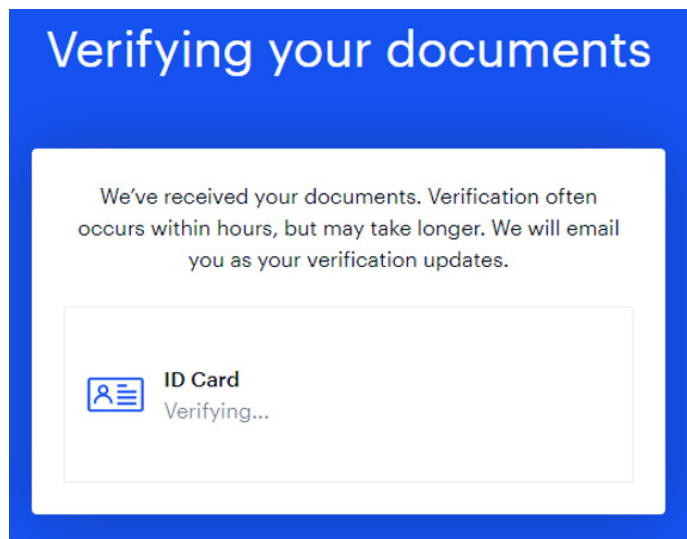 Verifying your documents
We've received your documents. Verification often
occurs within hours, but may take longer. We will email
you as your verification updates.
ID Card
Verifying...